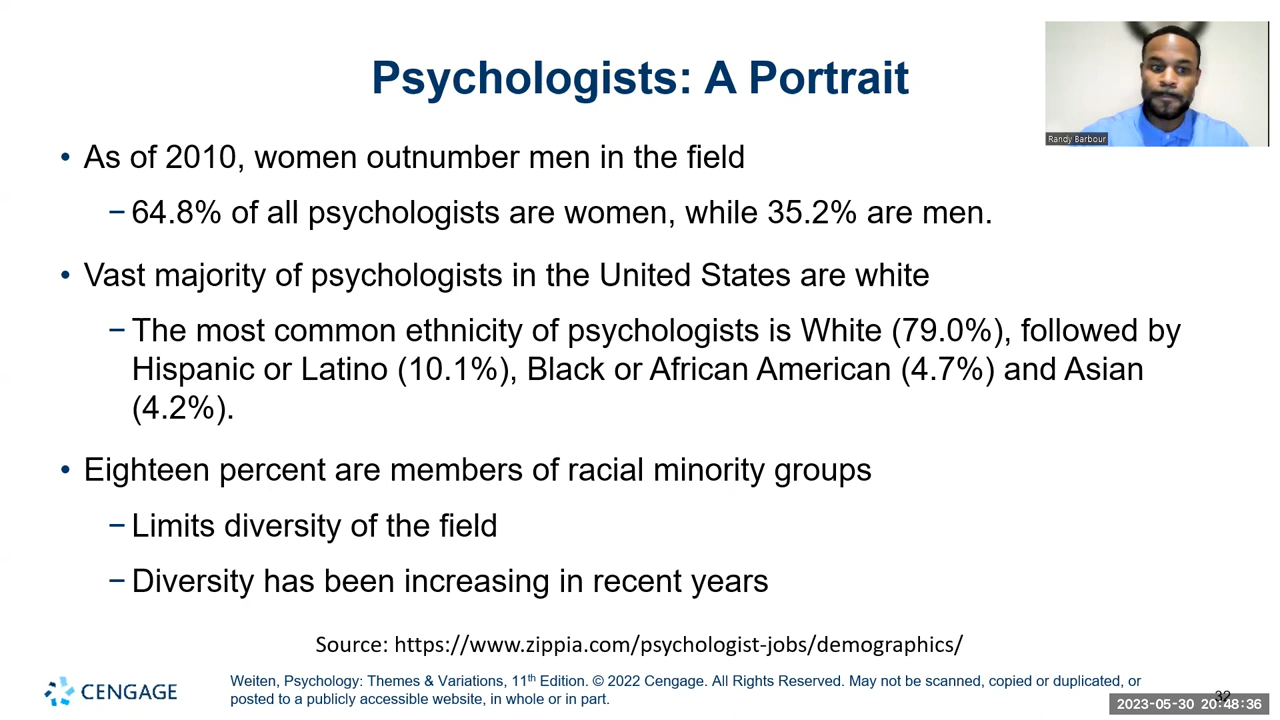 Psychologists: A Portrait
Randy Barbour
• As of 2010, women outnumber men in the field
– 64.8% of all psychologists are women, while 35.2% are men.
• Vast majority of psychologists in the United States are white
– The most common ethnicity of psychologists is White (79.0%), followed by
Hispanic or Latino (10.1%), Black or African American (4.7%) and Asian
(4.2%).
• Eighteen percent are members of racial minority groups
– Limits diversity of the field
– Diversity has been increasing in recent years
Source: https://www.zippia.com/psychologist-jobs/demographics/
CENGAGE
Weiten, Psychology: Themes & Variations, 11th Edition. © 2022 Cengage. All Rights Reserved. May not be scanned, copied or duplicated, or
posted to a publicly accessible website, in whole or in part.
32
2023-05-30 20:48:36